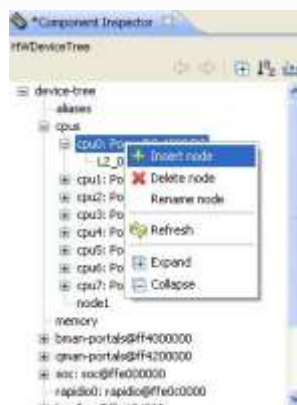 *Component Inspector
HWDeviceTree
device-tree
aliases
cpus
cpu0: Po
Insert node
L2_0
cpu1: Po
Delete node
cpu2: Po
Rename node
cpu3: Po
cpu4: Po
Refresh
cpu5: Po
cpu6: Po
Expand
cpu7: Po
Collapse
node1
memory
bman-portals@ff4000000
qman-portals@ff4200000
soc: soc@ffe000000
rapidio0: rapidio@ffe0c0000